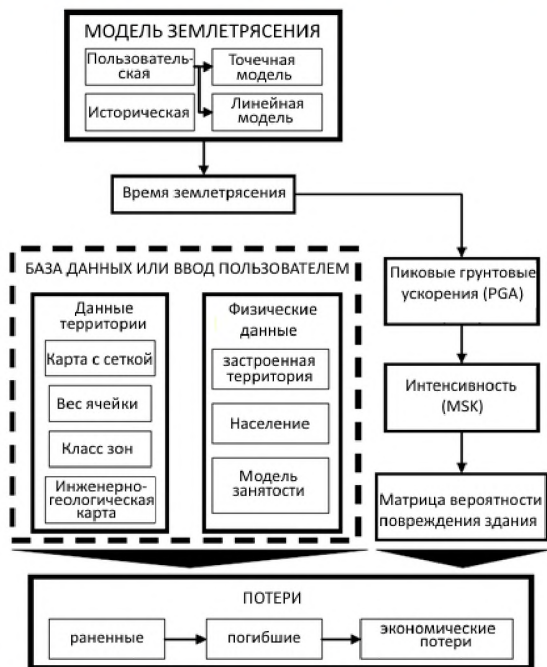 МОДЕЛЬ ЗЕМЛЕТРЯСЕНИЯ
Пользователь-
ская
Точечная
модель
Историческая
Линейная
модель
Время землетрясения
БАЗА ДАННЫХ ИЛИ ВВОД ПОЛЬЗОВАТЕЛЕМ
Данные
территории
Карта с сеткой
Вес ячейки
Класс зон
Инженерно-
геологическая
карта
Физические
данные
застроенная
территория
Население
Модель
занятости
Пиковые грунтовые
ускорения (PGA)
Интенсивность
(MSK)
Матрица вероятности
повреждения здания
ПОТЕРИ
раненные
погибшие
экономические
потери